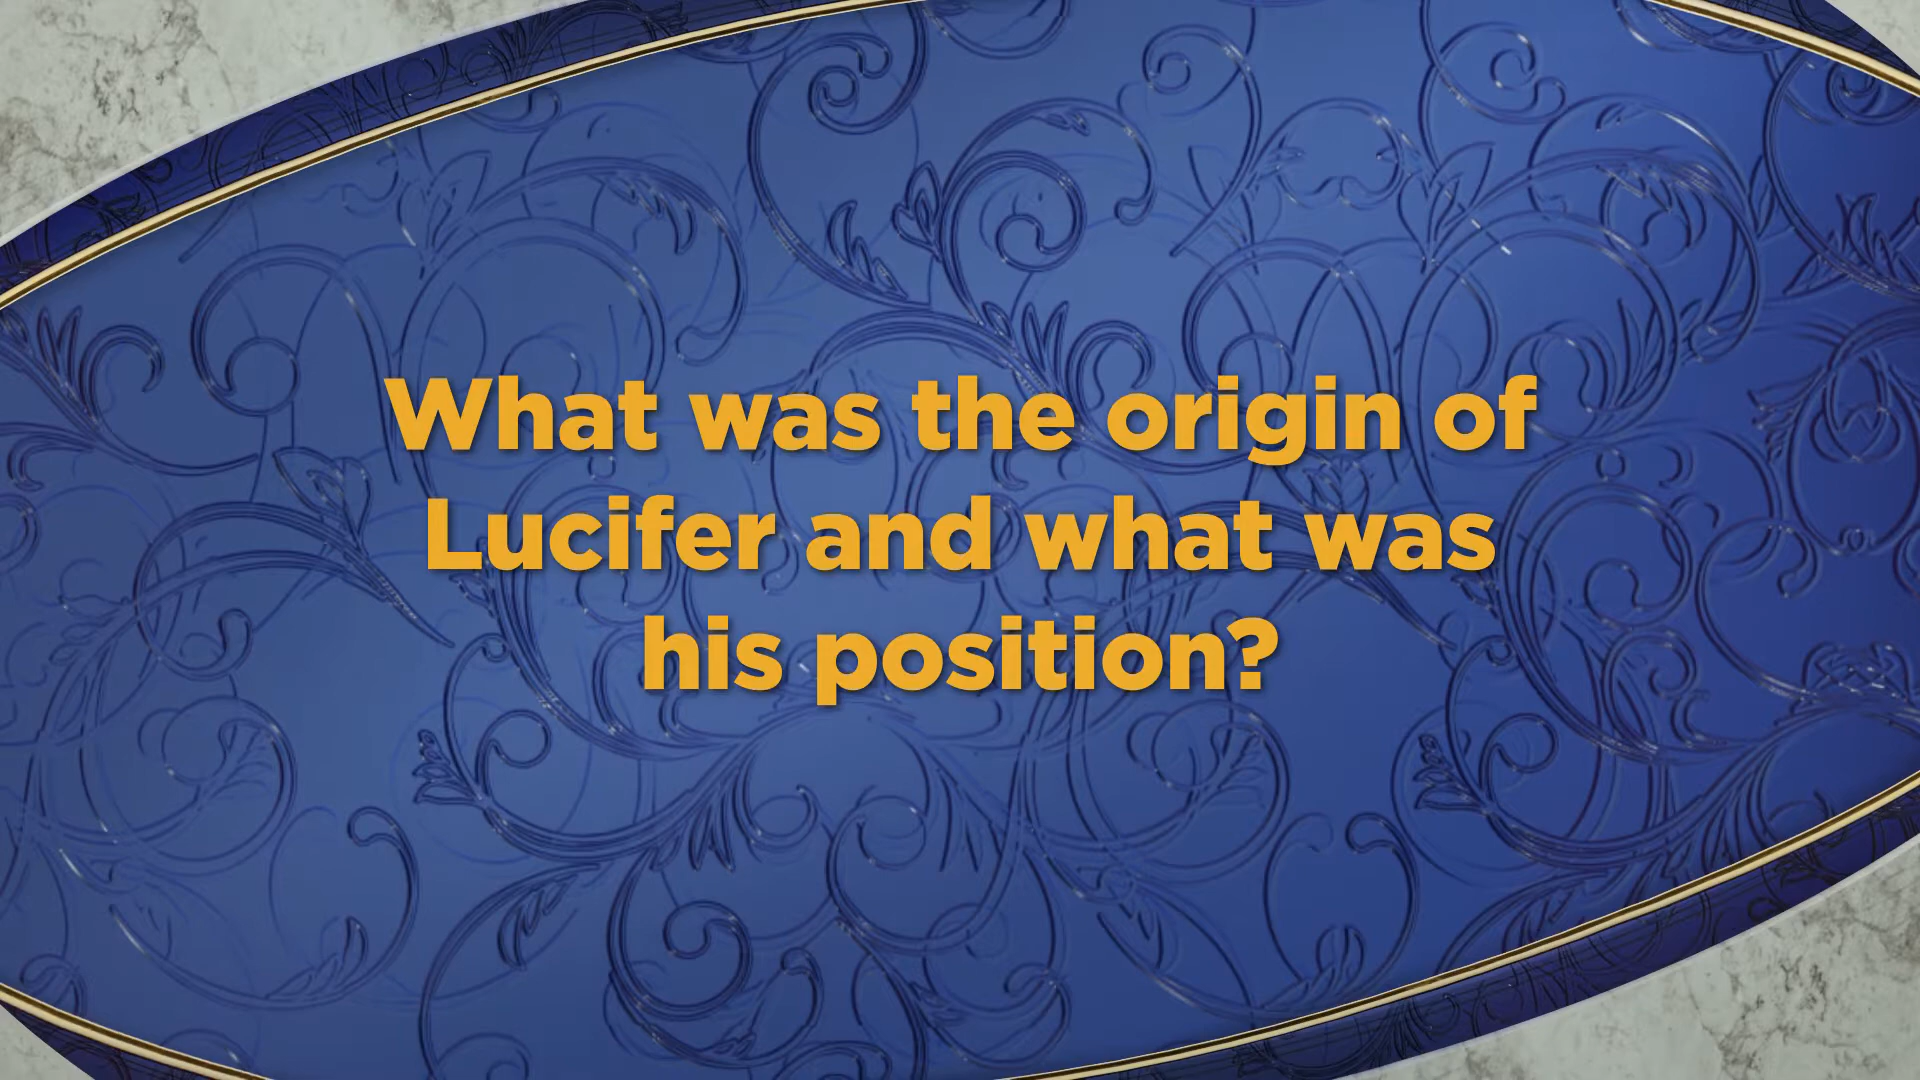 What was the origin of
Lucifer and what was
his position?